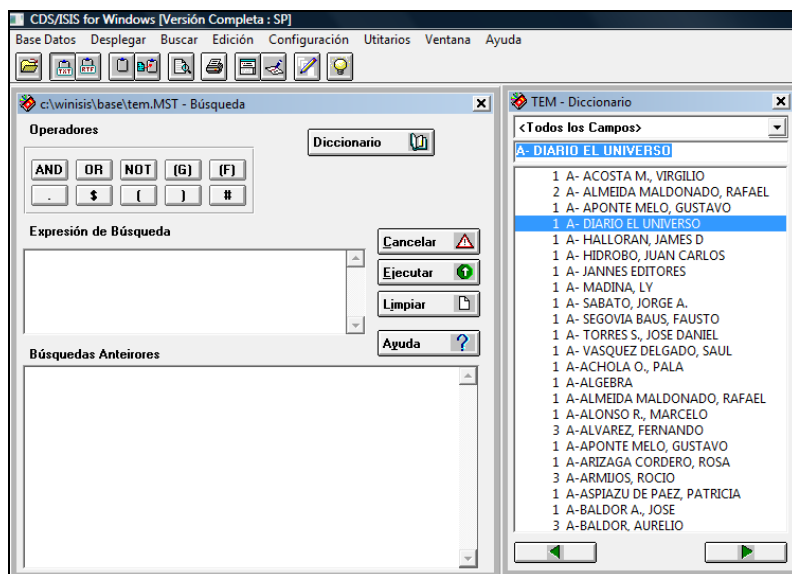 CDS/ISIS for Windows [Versión Completa : SP]
Base Datos Desplegar Buscar Edición Configuración Utitarios Ventana Ayuda
TXT RTF
c:\winisis\base\tem.MST - Búsqueda
Operadores
Diccionario
AND OR NOT (G) (F)
. $ ( ) #
Expresión de Búsqueda
Cancelar
Ejecutar
Limpiar
Ayuda
Búsquedas Anteirores
TEM - Diccionario
<Todos los Campos>
A- DIARIO EL UNIVERSO
1 A- ACOSTA M., VIRGILIO
2 A- ALMEIDA MALDONADO, RAFAEL
1 A- APONTE MELO, GUSTAVO
1 A- DIARIO EL UNIVERSO
1 A- HALLORAN, JAMES D
1 A- HIDROBO, JUAN CARLOS
1 A- JANNES EDITORES
1 A- MADINA, LY
1 A- SABATO, JORGE A.
1 A- SEGOVIA BAUS, FAUSTO
1 A- TORRES S., JOSE DANIEL
1 A- VASQUEZ DELGADO, SAUL
1 A-ACHOLA O., PALA
1 A-ALGEBRA
1 A-ALMEIDA MALDONADO, RAFAEL
1 A-ALONSO R., MARCELO
3 A-ALVAREZ, FERNANDO
1 A-APONTE MELO, GUSTAVO
1 A-ARIZAGA CORDERO, ROSA
3 A-ARMIJOS, ROCIO
1 A-ASPIAZU DE PAEZ, PATRICIA
1 A-BALDOR A., JOSE
3 A-BALDOR, AURELIO